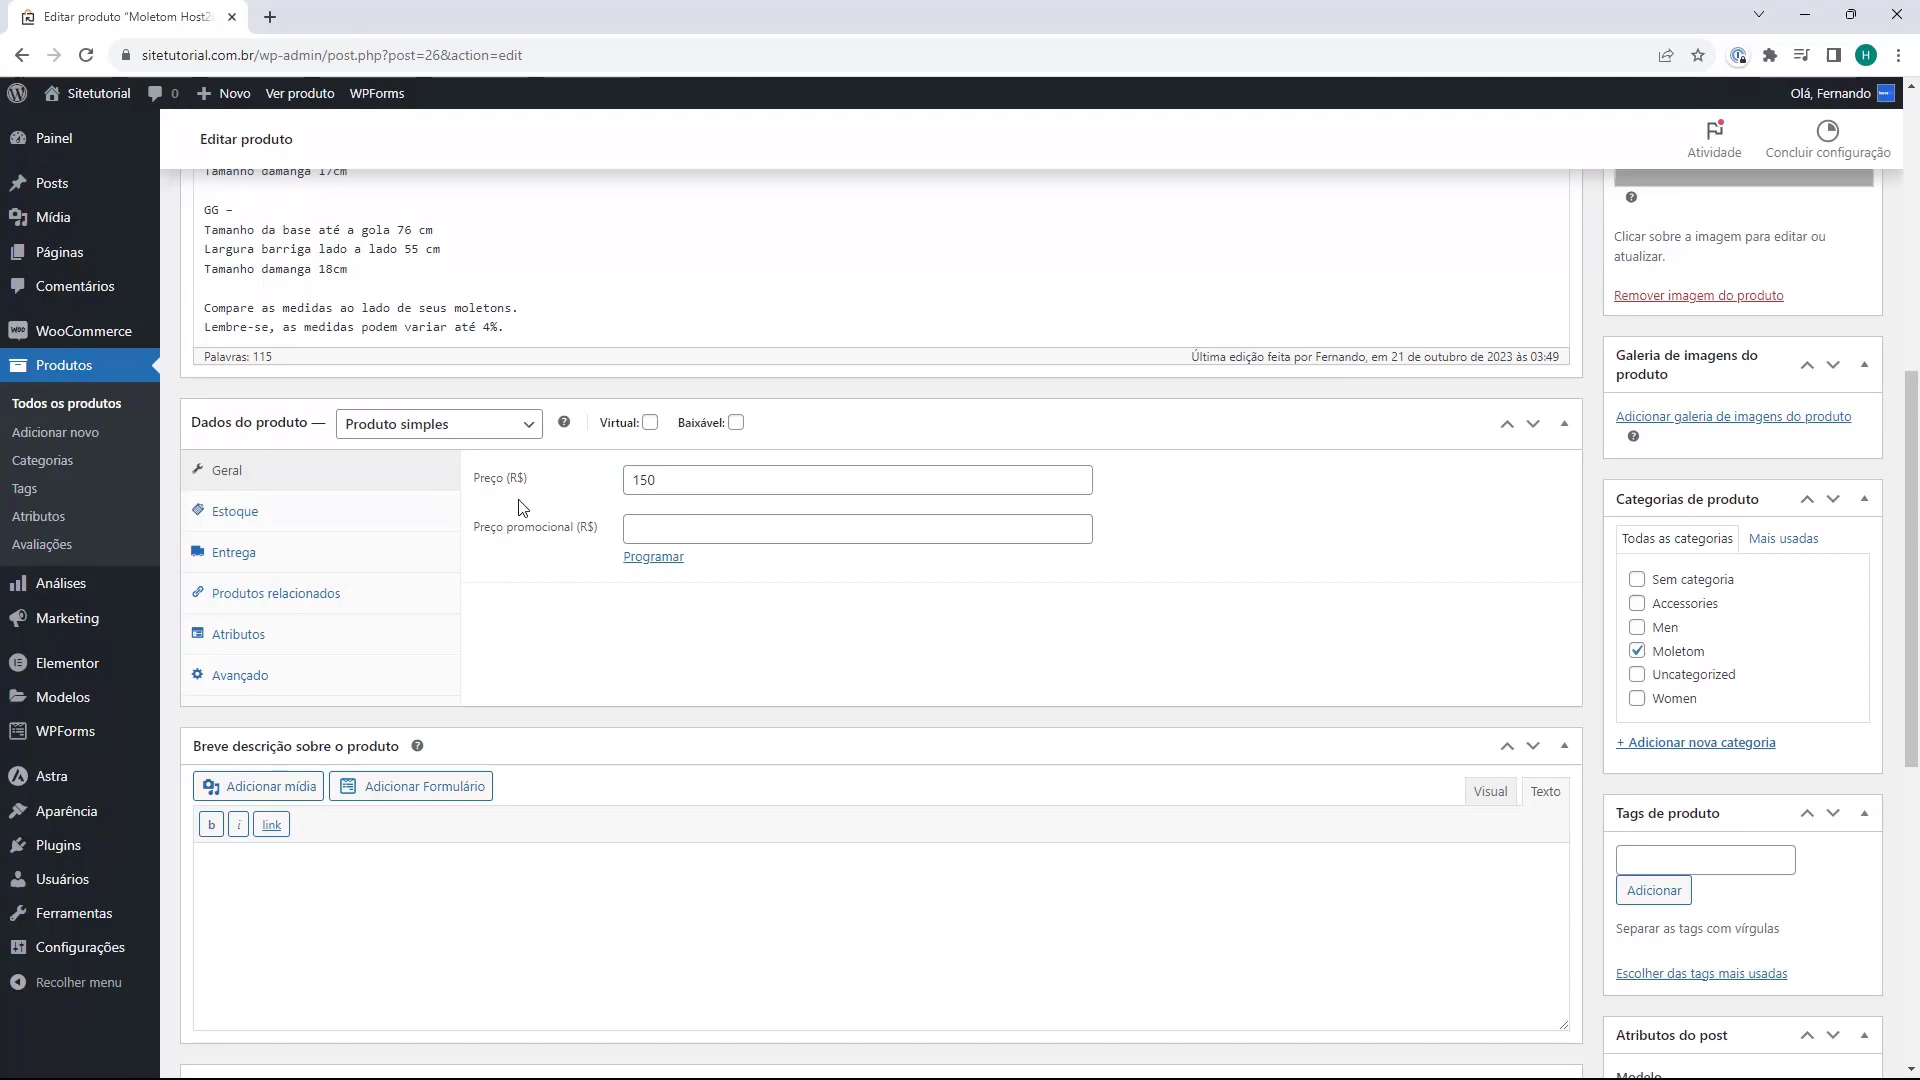 Editar produto “Moletom Host2
sitetutorial.com.br/wp-admin/post.php?post=26&action=edit
H
Sitetutorial
0
Novo
Ver produto
WPForms
Olá, Fernando
Painel
Posts
Mídia
Páginas
Comentários
WooCommerce
Produtos
Todos os produtos
Adicionar novo
Categorias
Tags
Atributos
Avaliações
Análises
Marketing
Elementor
Modelos
WPForms
Astra
Aparência
Plugins
Usuários
Ferramentas
Configurações
Recolher menu
Editar produto
Atividade
Concluir configuração
Tamanho damanga 17cm
GG –
Tamanho da base até a gola 76 cm
Largura barriga lado a lado 55 cm
Tamanho damanga 18cm
Compare as medidas ao lado de seus moletons.
Lembre-se, as medidas podem variar até 4%.
Palavras: 115
Última edição feita por Fernando, em 21 de outubro de 2023 às 03:49
Dados do produto —
Produto simples
Virtual:
Baixável:
Geral
Estoque
Entrega
Produtos relacionados
Atributos
Avançado
Preço (R$)
150
Preço promocional (R$)
Programar
Breve descrição sobre o produto
Adicionar mídia
Adicionar Formulário
Visual
Texto
b
i
link
Clicar sobre a imagem para editar ou
atualizar.
Remover imagem do produto
Galeria de imagens do
produto
Adicionar galeria de imagens do produto
Categorias de produto
Todas as categorias
Mais usadas
Sem categoria
Accessories
Men
Moletom
Uncategorized
Women
+ Adicionar nova categoria
Tags de produto
Adicionar
Separar as tags com vírgulas
Escolher das tags mais usadas
Atributos do post
Modelo